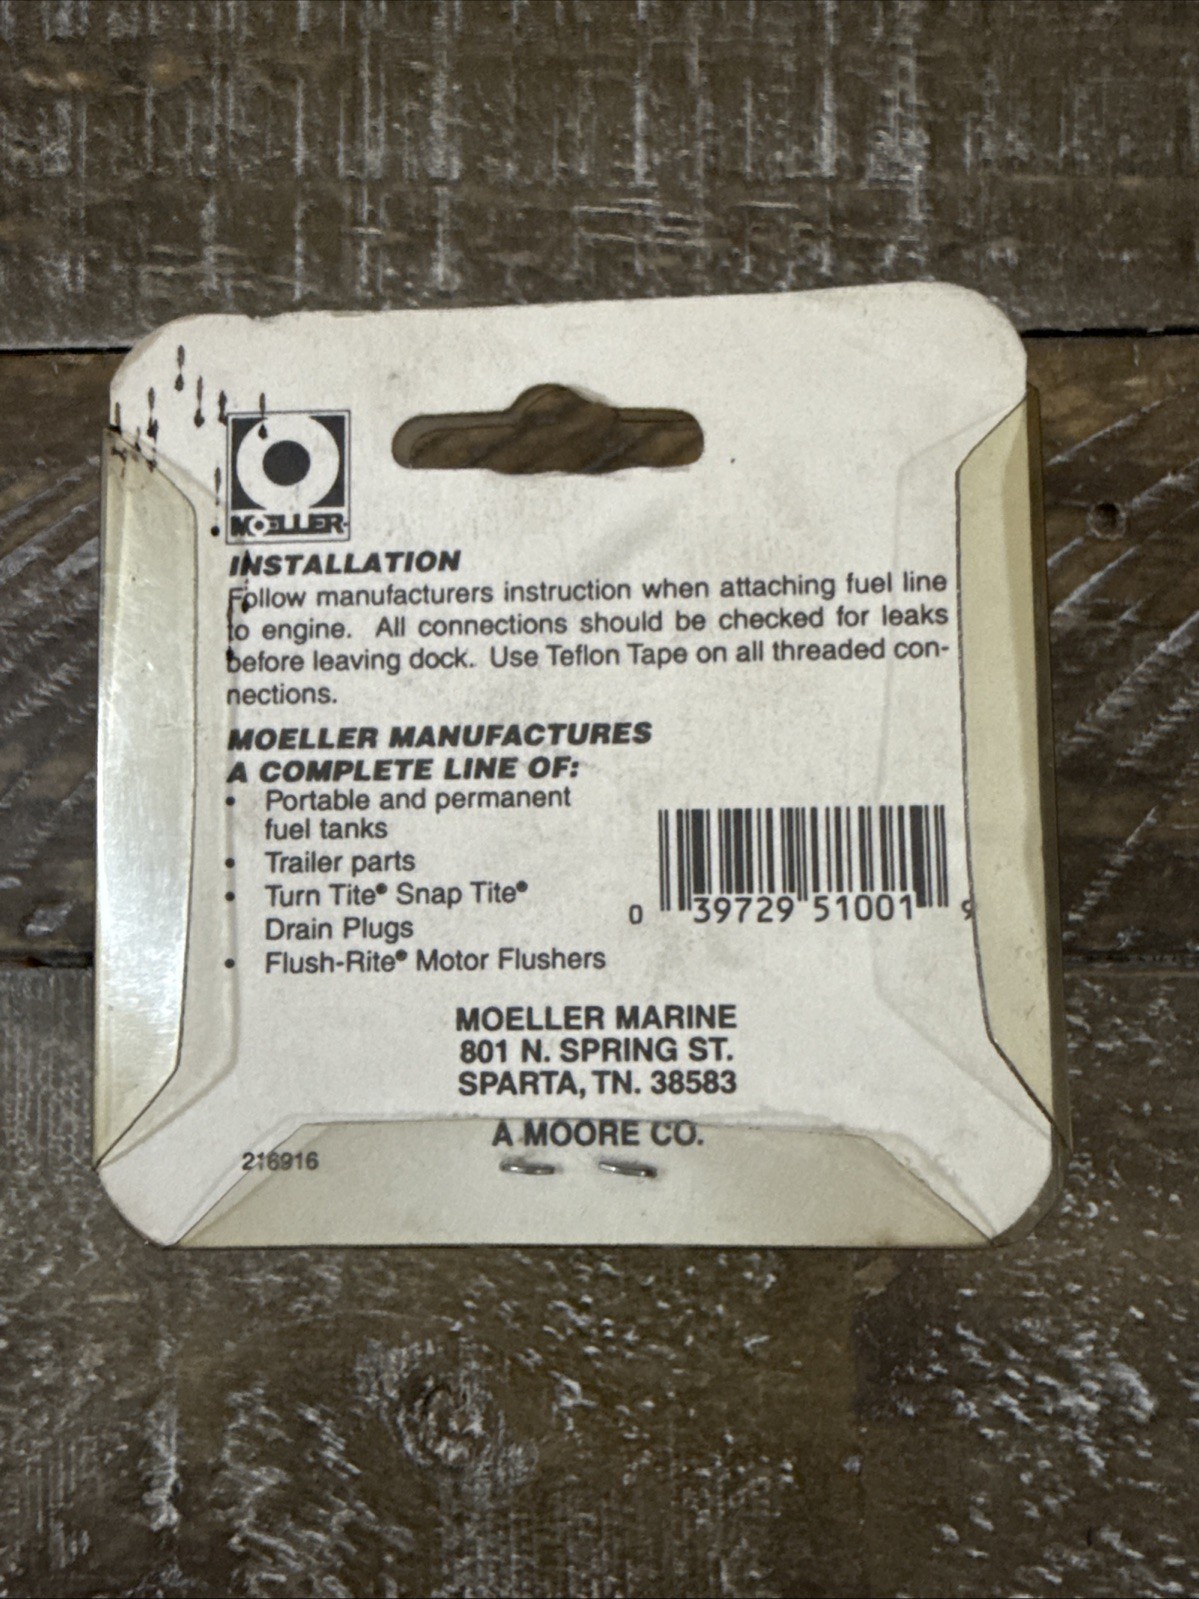 MOELLER
INSTALLATION
Follow manufacturers instruction when attaching fuel line
to engine. All connections should be checked for leaks
before leaving dock. Use Teflon Tape on all threaded con-
nections.
MOELLER MANUFACTURES
A COMPLETE LINE OF:
• Portable and permanent
fuel tanks
• Trailer parts
• Turn Tite® Snap Tite®
Drain Plugs
• Flush-Rite® Motor Flushers
0 39729 51001 9
MOELLER MARINE
801 N. SPRING ST.
SPARTA, TN. 38583
A MOORE CO.
216916